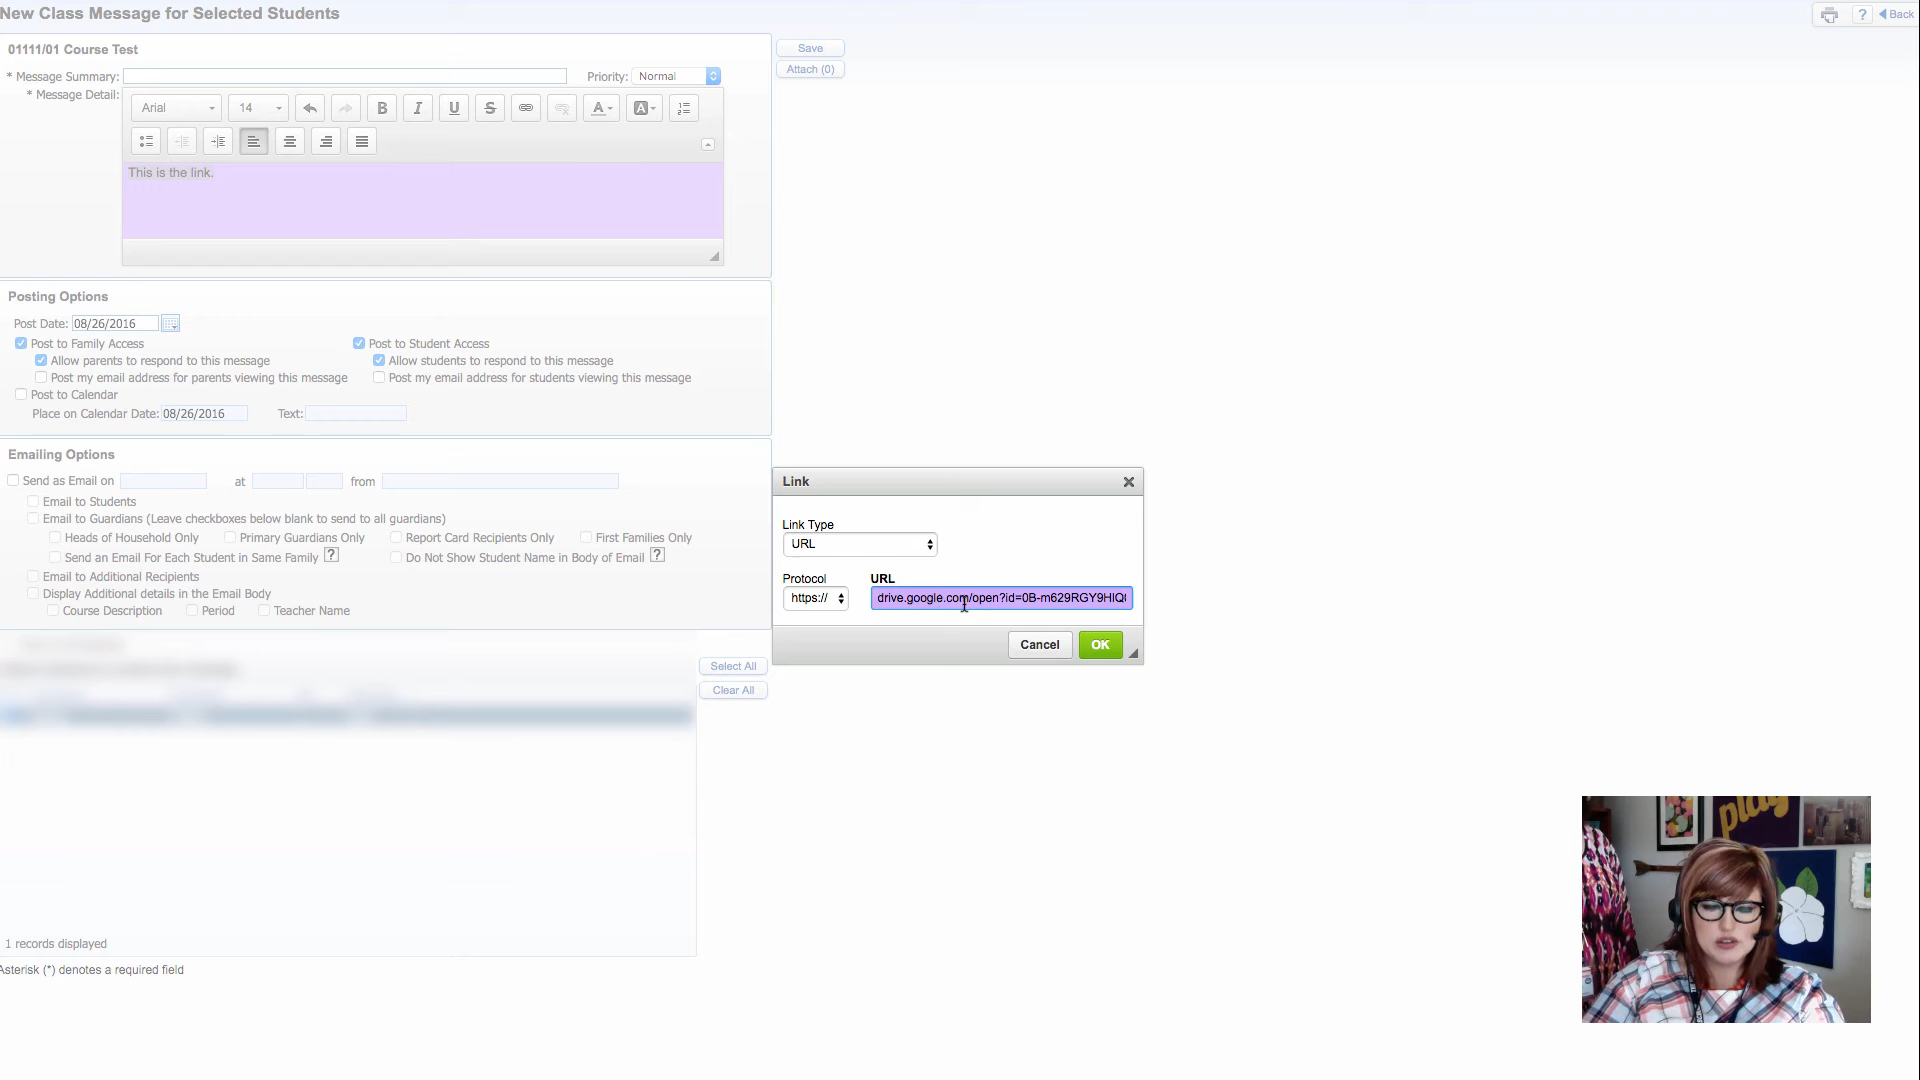 New Class Message for Selected Students
? Back
01111/01 Course Test
Save
* Message Summary: Priority: Normal
Attach (0)
* Message Detail:
Arial 14 B I U S A A
This is the link.
Posting Options
Post Date: 08/26/2016
Post to Family Access Post to Student Access
Allow parents to respond to this message Allow students to respond to this message
Post my email address for parents viewing this message Post my email address for students viewing this message
Post to Calendar
Place on Calendar Date: 08/26/2016 Text:
Emailing Options
Send as Email on at from
Email to Students
Email to Guardians (Leave checkboxes below blank to send to all guardians)
Heads of Household Only Primary Guardians Only Report Card Recipients Only First Families Only
Send an Email For Each Student in Same Family ? Do Not Show Student Name in Body of Email ?
Email to Additional Recipients
Display Additional details in the Email Body
Course Description Period Teacher Name
Select All
Clear All
1 records displayed
Asterisk (*) denotes a required field
Link
Link Type
URL
Protocol URL
https:// drive.google.com/open?id=0B-m629RGY9HIQ
Cancel OK
play